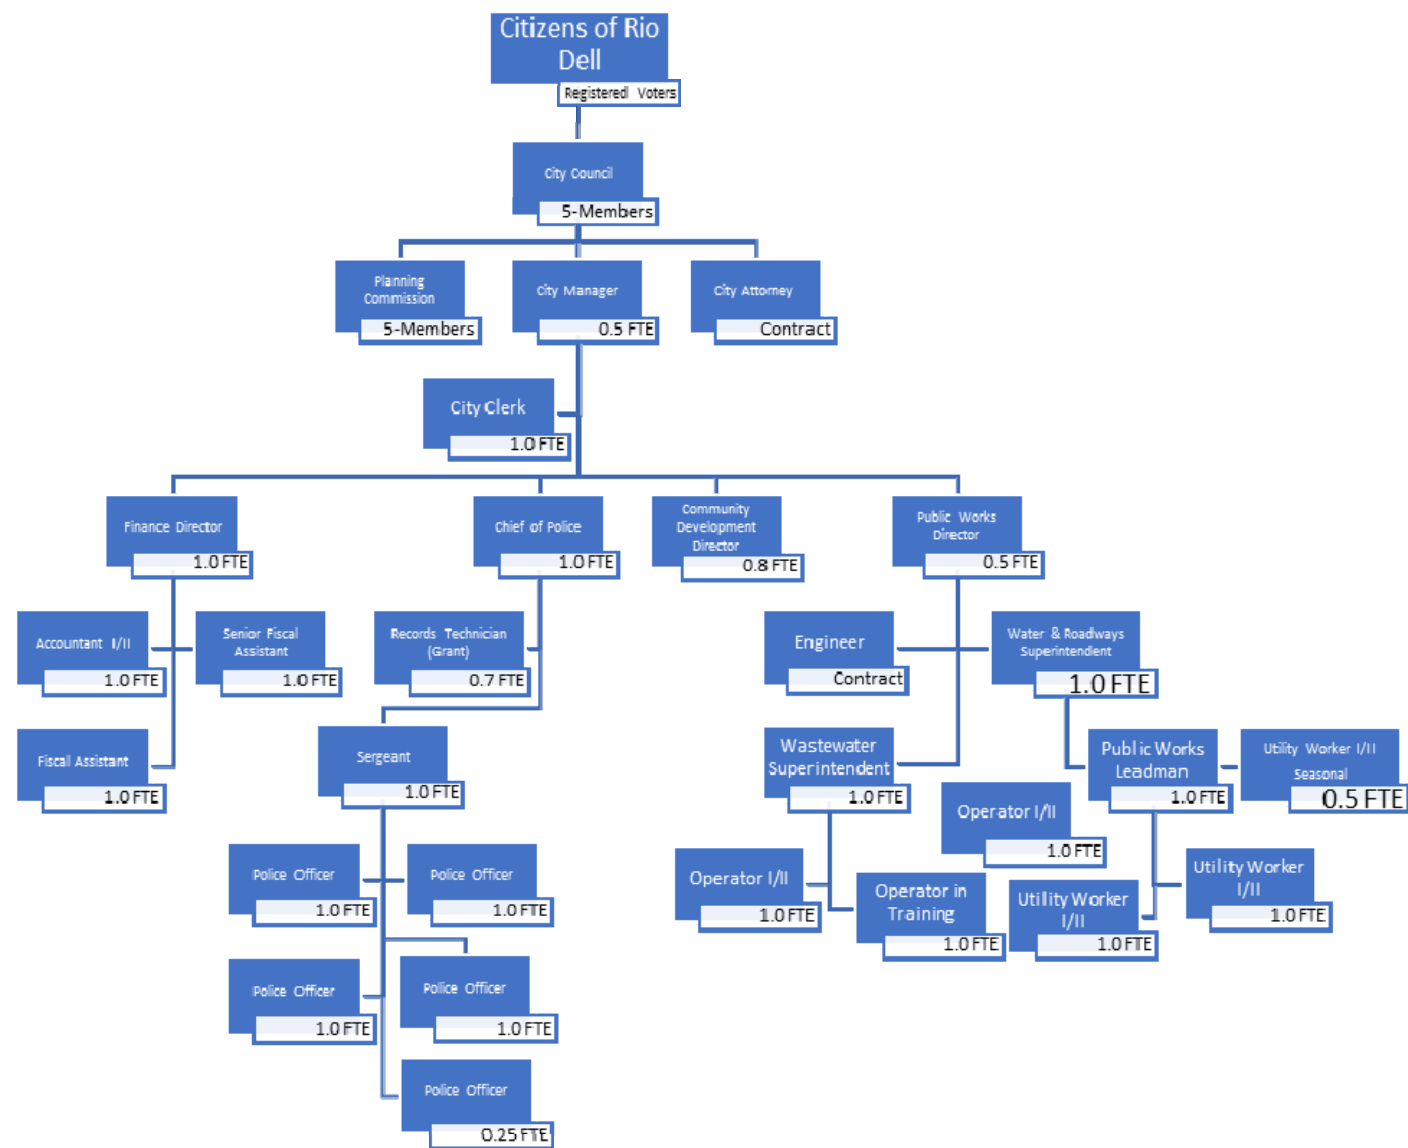 Citizens of Rio
Dell
Registered Voters
City Council
5-Members
Planning
Commission
5-Members
City Manager
0.5 FTE
City Attorney
Contract
City Clerk
1.0 FTE
Finance Director
1.0 FTE
Chief of Police
1.0 FTE
Community
Development
Director
0.8 FTE
Public Works
Director
0.5 FTE
Accountant I/II
1.0 FTE
Senior Fiscal
Assistant
1.0 FTE
Records Technician
(Grant)
0.7 FTE
Engineer
Contract
Water & Roadways
Superintendent
1.0 FTE
Fiscal Assistant
1.0 FTE
Sergeant
1.0 FTE
Wastewater
Superintendent
1.0 FTE
Public Works
Leadman
1.0 FTE
Utility Worker I/II
Seasonal
0.5 FTE
Operator I/II
1.0 FTE
Police Officer
1.0 FTE
Police Officer
1.0 FTE
Operator I/II
1.0 FTE
Operator in
Training
1.0 FTE
Utility Worker
I/II
1.0 FTE
Utility Worker
I/II
1.0 FTE
Police Officer
1.0 FTE
Police Officer
1.0 FTE
Police Officer
0.25 FTE